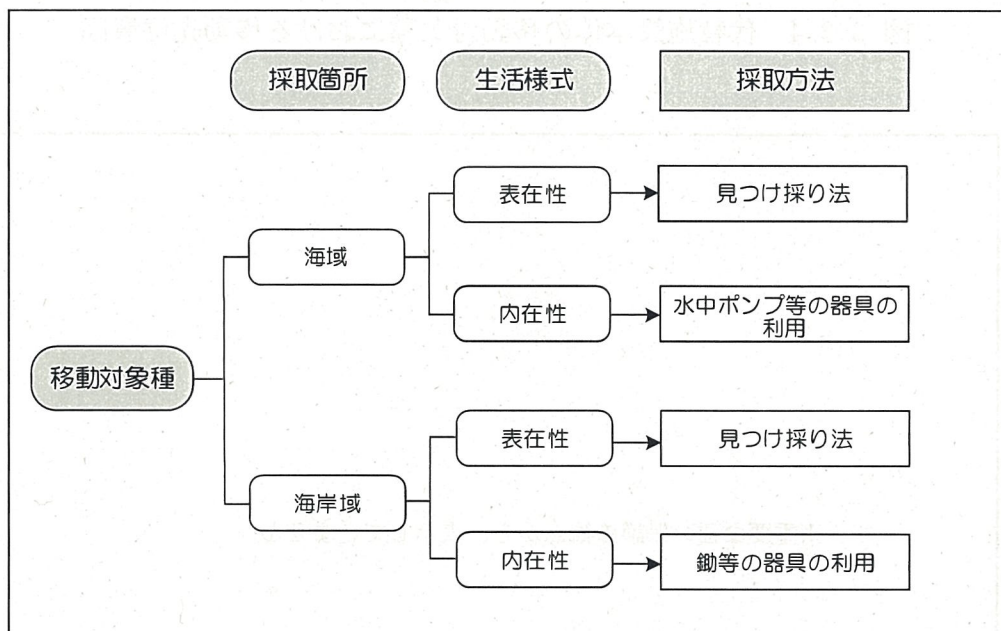 採取箇所
生活様式
採取方法
表在性
見つけ採り法
海域
内在性
水中ポンプ等の器具の
利用
移動対象種
表在性
見つけ採り法
海岸域
内在性
鋤等の器具の利用